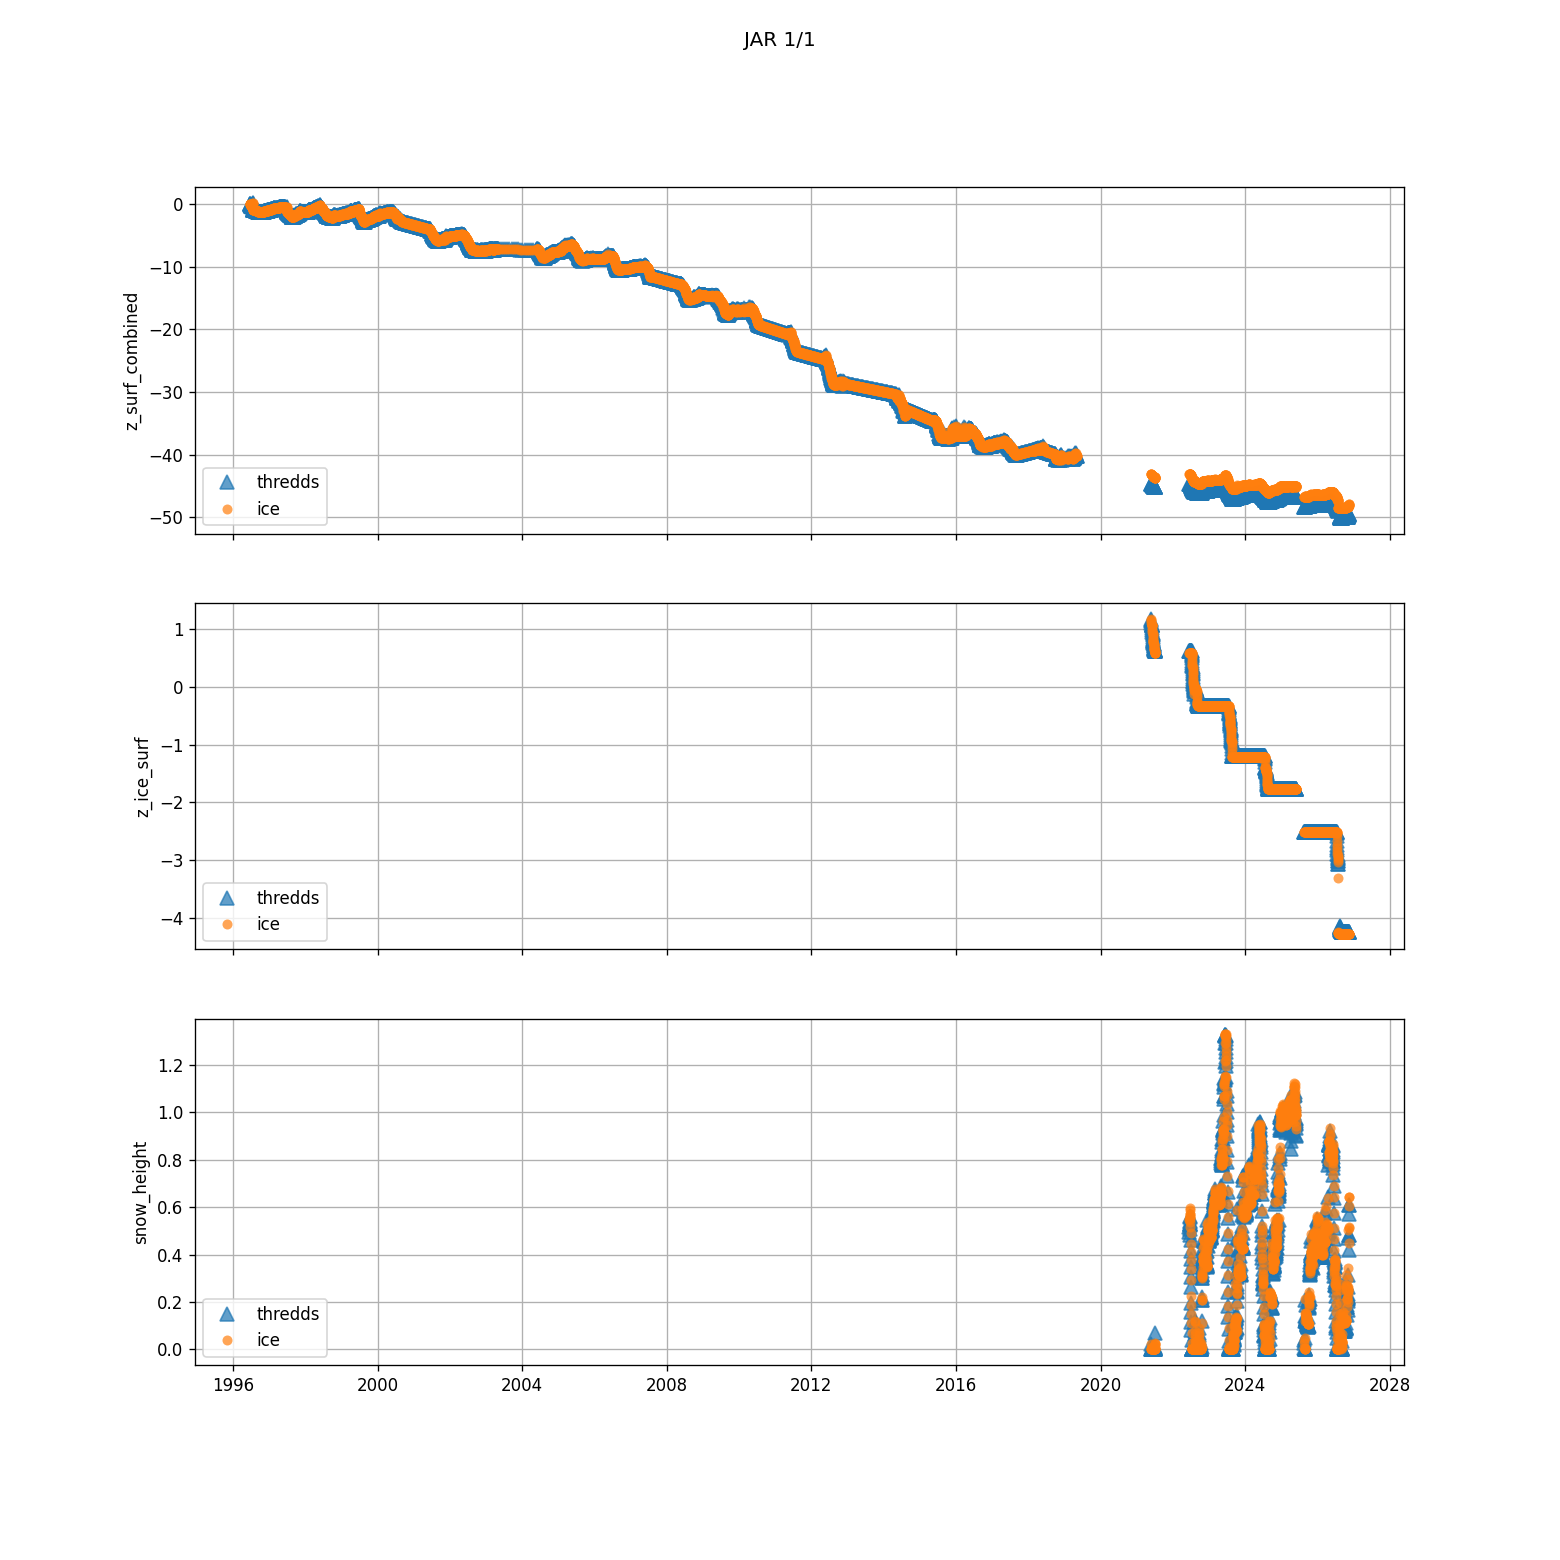 JAR 1/1
z_surf_combined
0
−10
−20
−30
−40
−50
thredds
ice
z_ice_surf
1
0
−1
−2
−3
−4
thredds
ice
snow_height
1.2
1.0
0.8
0.6
0.4
0.2
0.0
thredds
ice
1996 2000 2004 2008 2012 2016 2020 2024 2028